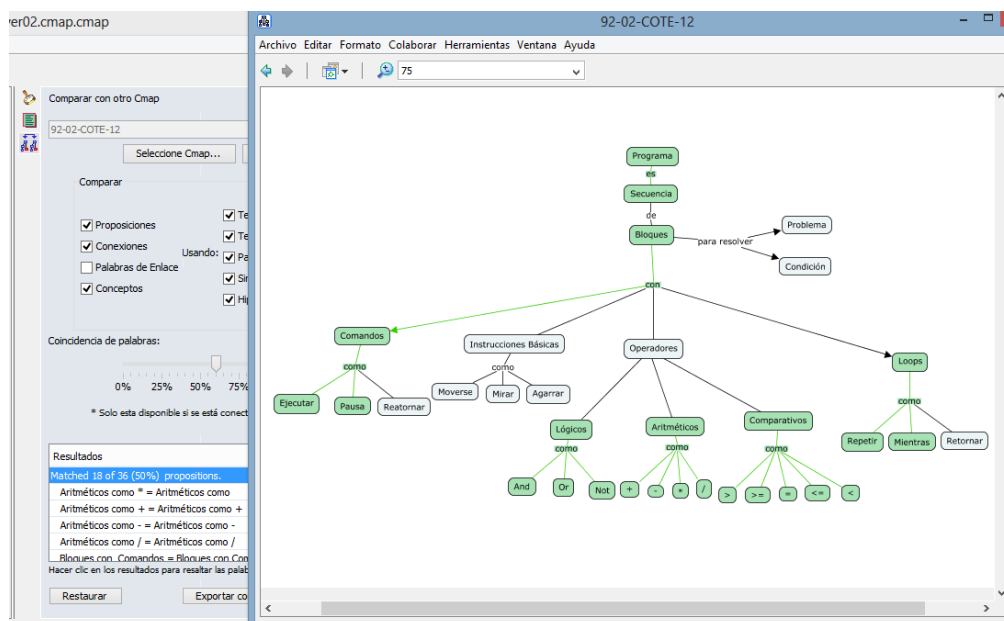 ver02.cmap.cmap
Comparar con otro Cmap
92-02-COTE-12
Seleccione Cmap...
Comparar
Proposiciones
Conexiones
Palabras de Enlace
Conceptos
Usando:
Te
Te
Pa
Sir
Hip
Coincidencia de palabras:
0% 25% 50% 75%
* Solo esta disponible si se está conect
Resultados
Matched 18 of 36 (50%) propositions.
Aritméticos como * = Aritméticos como
Aritméticos como + = Aritméticos como +
Aritméticos como - = Aritméticos como -
Aritméticos como / = Aritméticos como /
Bloques con Comandos = Bloques con Com
Hacer clic en los resultados para resaltar las palab
Restaurar
Exportar co
92-02-COTE-12
Archivo Editar Formato Colaborar Herramientas Ventana Ayuda
75
Programa
es
Secuencia
de
Bloques
para resolver
Problema
Condición
con
Comandos
como
Ejecutar
Pausa
Reatornar
Instrucciones Básicas
como
Moverse
Mirar
Agarrar
Operadores
Lógicos
como
And
Or
Not
Aritméticos
como
+
-
*
/
Comparativos
como
>
>=
=
<=
<
Loops
como
Repetir
Mientras
Retornar